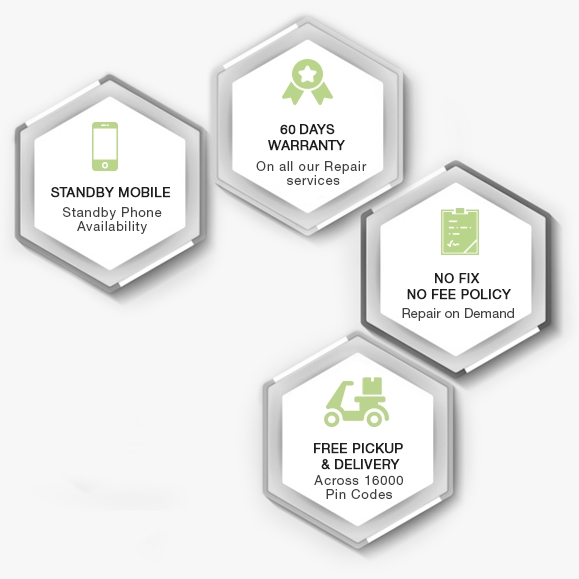 STANDBY MOBILE
Standby Phone
Availability
60 DAYS
WARRANTY
On all our Repair
services
NO FIX
NO FEE POLICY
Repair on Demand
FREE PICKUP
& DELIVERY
Across 16000
Pin Codes